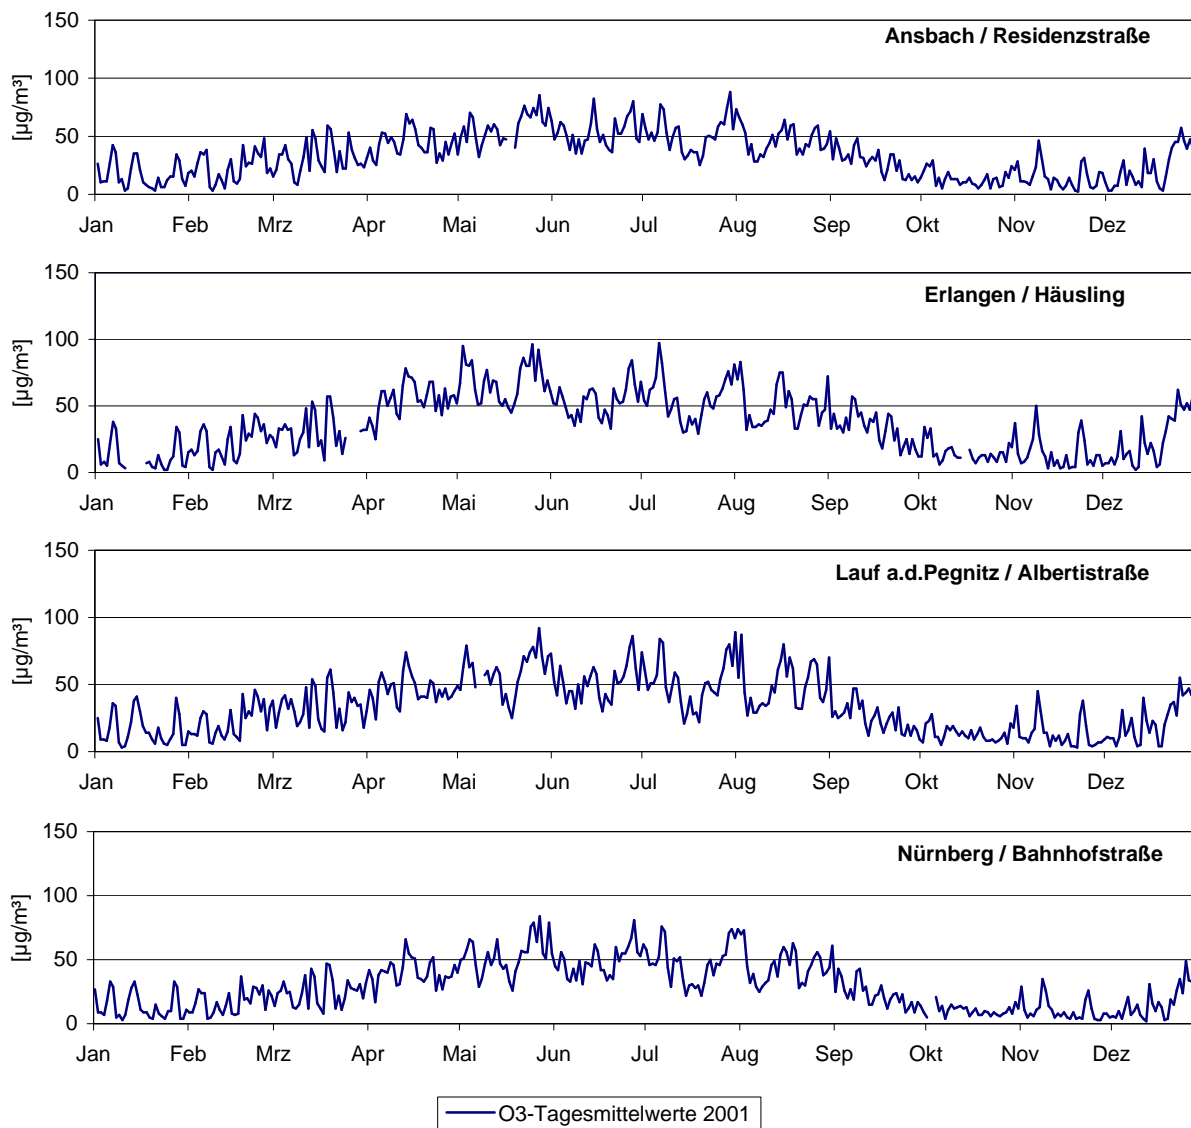 150
Ansbach / Residenzstraße
100
[µg/m³]
50
0
Jan Feb Mrz Apr Mai Jun Jul Aug Sep Okt Nov Dez
150
Erlangen / Häusling
100
[µg/m³]
50
0
Jan Feb Mrz Apr Mai Jun Jul Aug Sep Okt Nov Dez
150
Lauf a.d.Pegnitz / Albertistraße
100
[µg/m³]
50
0
Jan Feb Mrz Apr Mai Jun Jul Aug Sep Okt Nov Dez
150
Nürnberg / Bahnhofstraße
100
[µg/m³]
50
0
Jan Feb Mrz Apr Mai Jun Jul Aug Sep Okt Nov Dez
O3-Tagesmittelwerte 2001